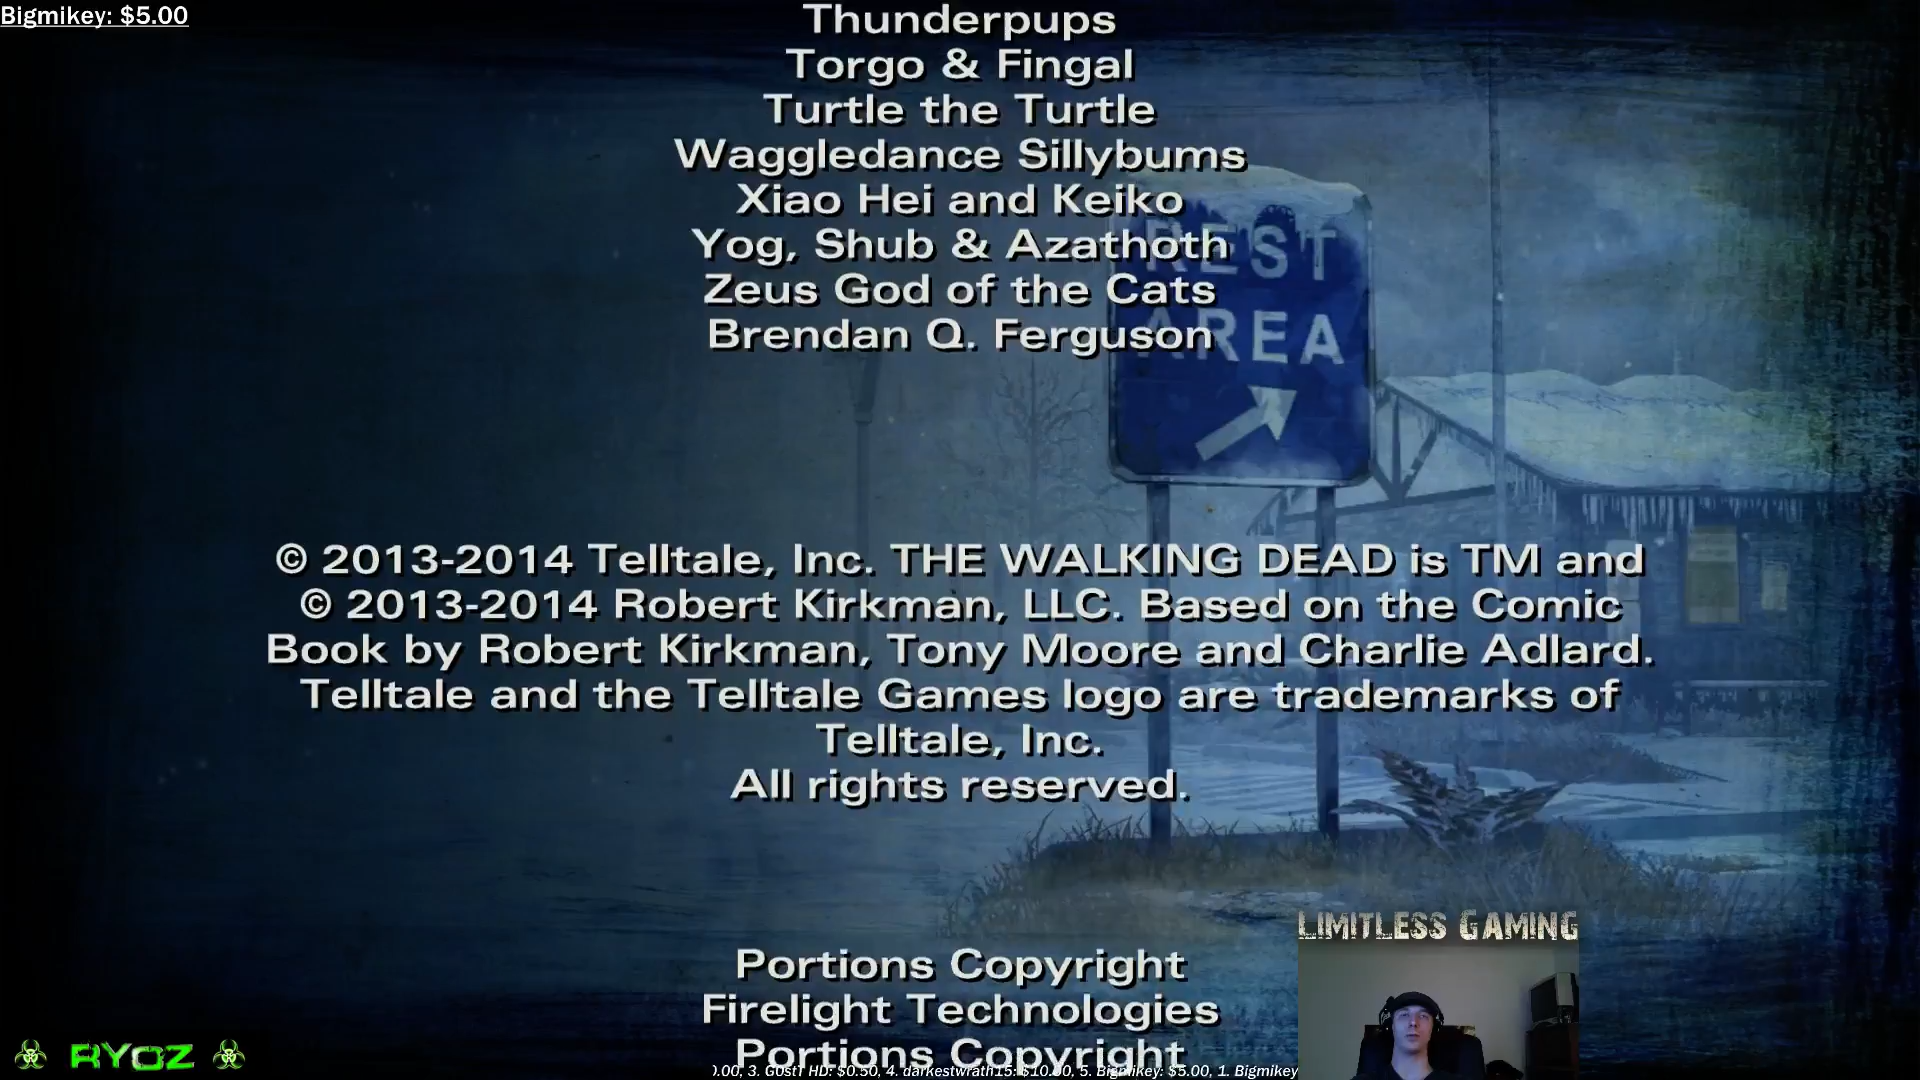 Bigmikey: $5.00
Thunderpups
Torgo & Fingal
Turtle the Turtle
Waggledance Sillybums
Xiao Hei and Keiko
Yog, Shub & Azathoth
Zeus God of the Cats
Brendan Q. Ferguson
REST
AREA
© 2013-2014 Telltale, Inc. THE WALKING DEAD is TM and
© 2013-2014 Robert Kirkman, LLC. Based on the Comic
Book by Robert Kirkman, Tony Moore and Charlie Adlard.
Telltale and the Telltale Games logo are trademarks of
Telltale, Inc.
All rights reserved.
LIMITLESS GAMING
Portions Copyright
Firelight Technologies
Portions Copyright
RYOZ
.00, 3. G0stT HD: $0.50, 4. darkestwrath15: $10.00, 5. Bigmikey: $5.00, 1. Bigmikey